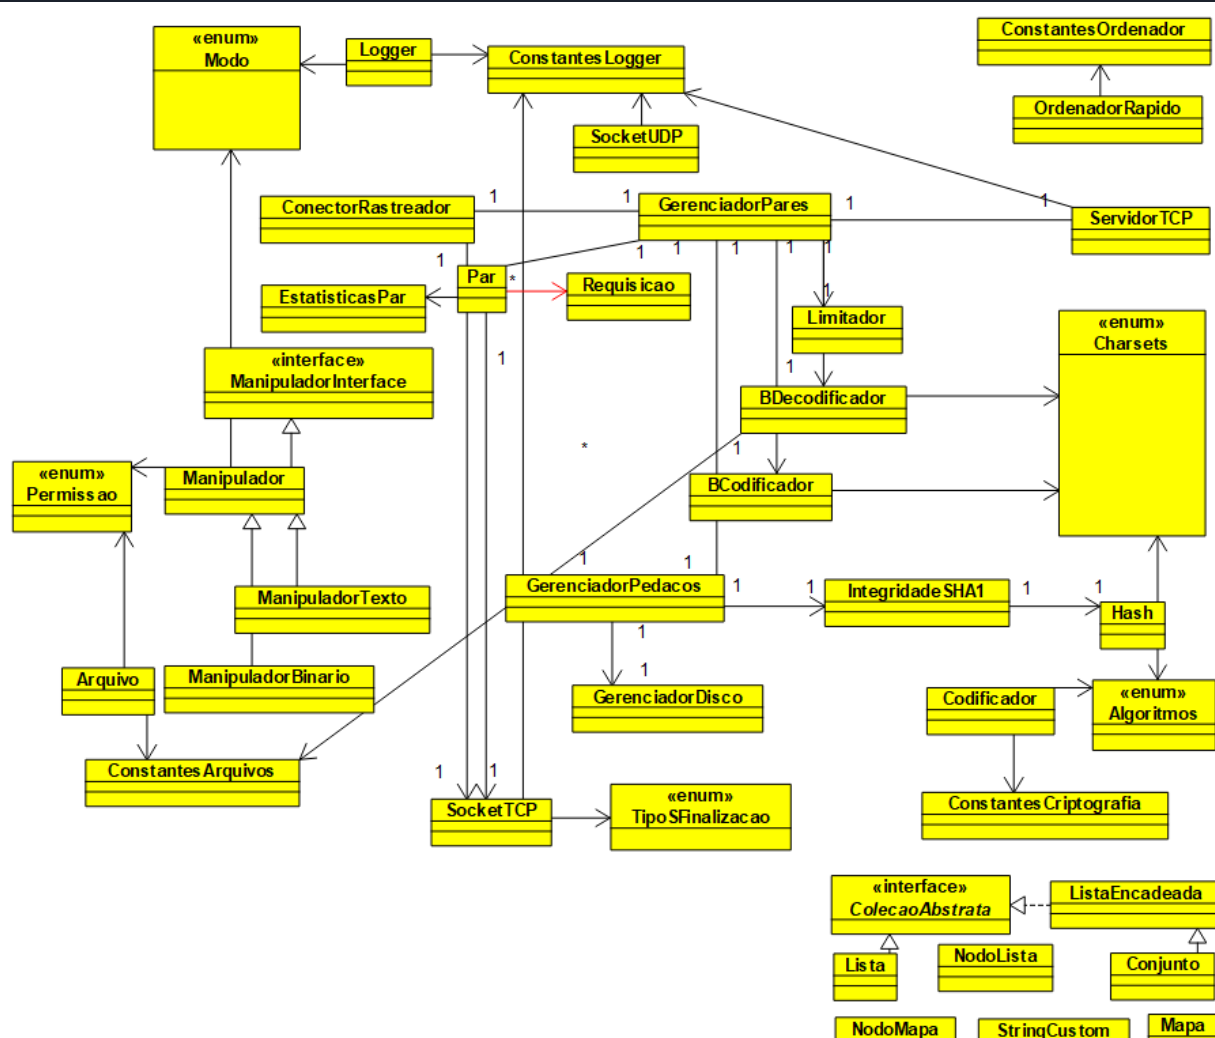 «enum»
Modo
Logger
ConstantesLogger
ConstantesOrdenador
OrdenadorRapido
SocketUDP
ConectorRastreador
1
1
GerenciadorPares
1
1
ServidorTCP
1
Par
*
1
1
1
1
1
EstatisticasPar
Requisicao
1
Limitador
«enum»
Charsets
«interface»
ManipuladorInterface
1
1
BDecodificador
*
1
«enum»
Permissao
Manipulador
BCodificador
1
1
GerenciadorPedacos
1
1
IntegridadeSHA1
1
1
Hash
ManipuladorTexto
1
Arquivo
ManipuladorBinario
1
GerenciadorDisco
Codificador
«enum»
Algoritmos
ConstantesArquivos
1
1
SocketTCP
«enum»
TipoSFinalizacao
ConstantesCriptografia
«interface»
ColecaoAbstrata
ListaEncadeada
Lista
NodoLista
Conjunto
NodoMapa
StringCustom
Mapa